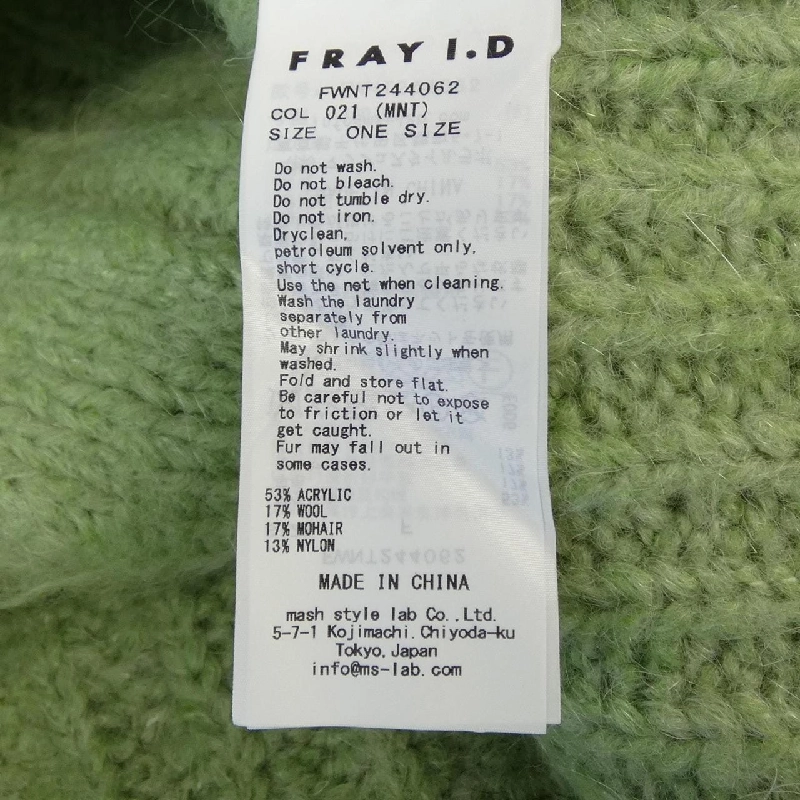 FRAY I.D
FWNT244062
COL 021 (MNT)
SIZE ONE SIZE
Do not wash.
Do not bleach.
Do not tumble dry.
Do not iron.
Dryclean,
petroleum solvent only,
short cycle.
Use the net when cleaning.
Wash the laundry
separately from
other laundry.
May shrink slightly when
washed.
Fold and store flat.
Be careful not to expose
to friction or let it
get caught.
Fur may fall out in
some cases.
53% ACRYLIC
17% WOOL
17% MOHAIR
13% NYLON
MADE IN CHINA
mash style lab Co.,Ltd.
5-7-1 Kojimachi. Chiyoda-ku
Tokyo, Japan
info@ms-lab.com